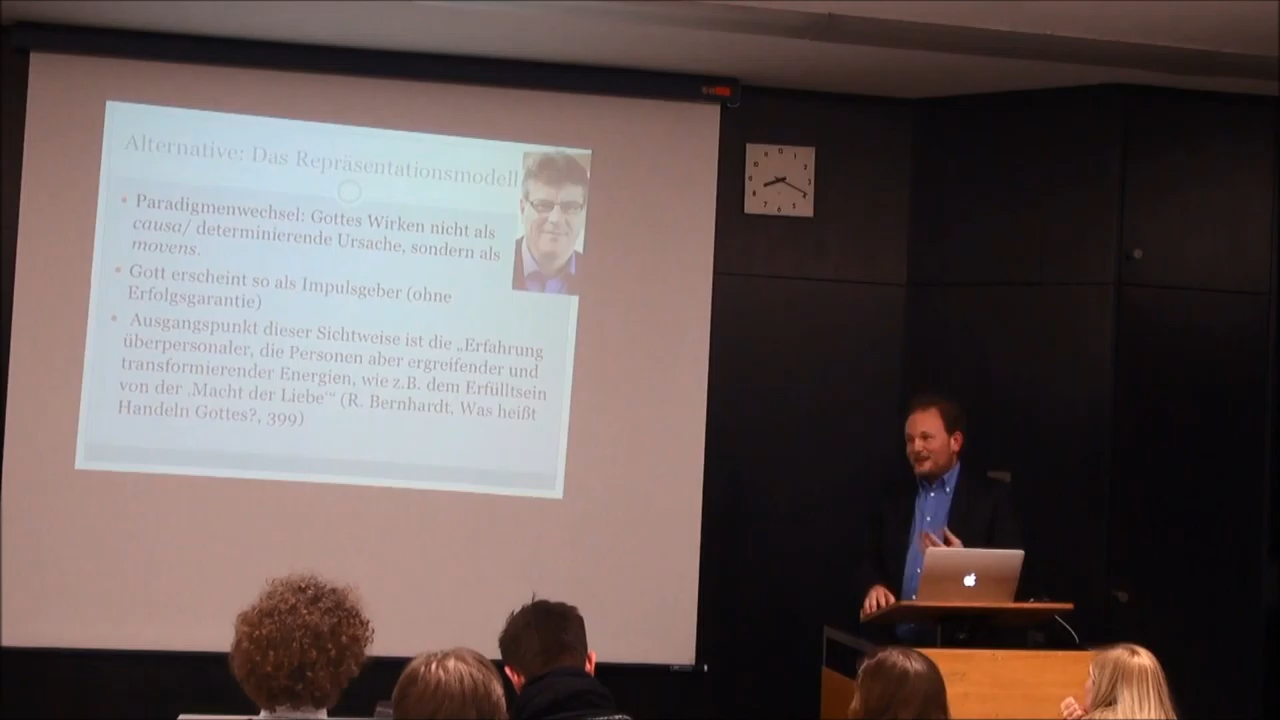 Alternative: Das Repräsentationsmodell
• Paradigmenwechsel: Gottes Wirken nicht als
causa/ determinierende Ursache, sondern als
movens.
• Gott erscheint so als Impulsgeber (ohne
Erfolgsgarantie)
• Ausgangspunkt dieser Sichtweise ist die „Erfahrung
überpersonaler, die Personen aber ergreifender und
transformierender Energien, wie z.B. dem Erfülltsein
von der ‚Macht der Liebe‘“ (R. Bernhardt, Was heißt
Handeln Gottes?, 399)